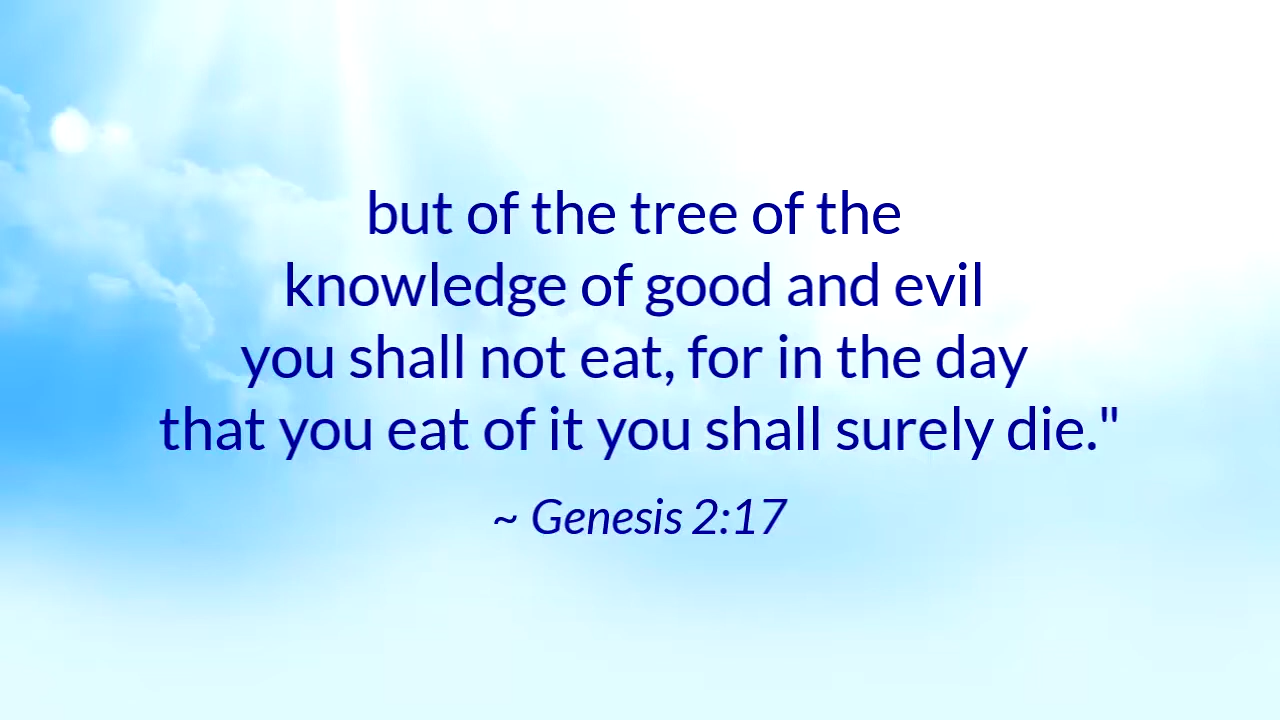 but of the tree of the
knowledge of good and evil
you shall not eat, for in the day
that you eat of it you shall surely die."
~ Genesis 2:17